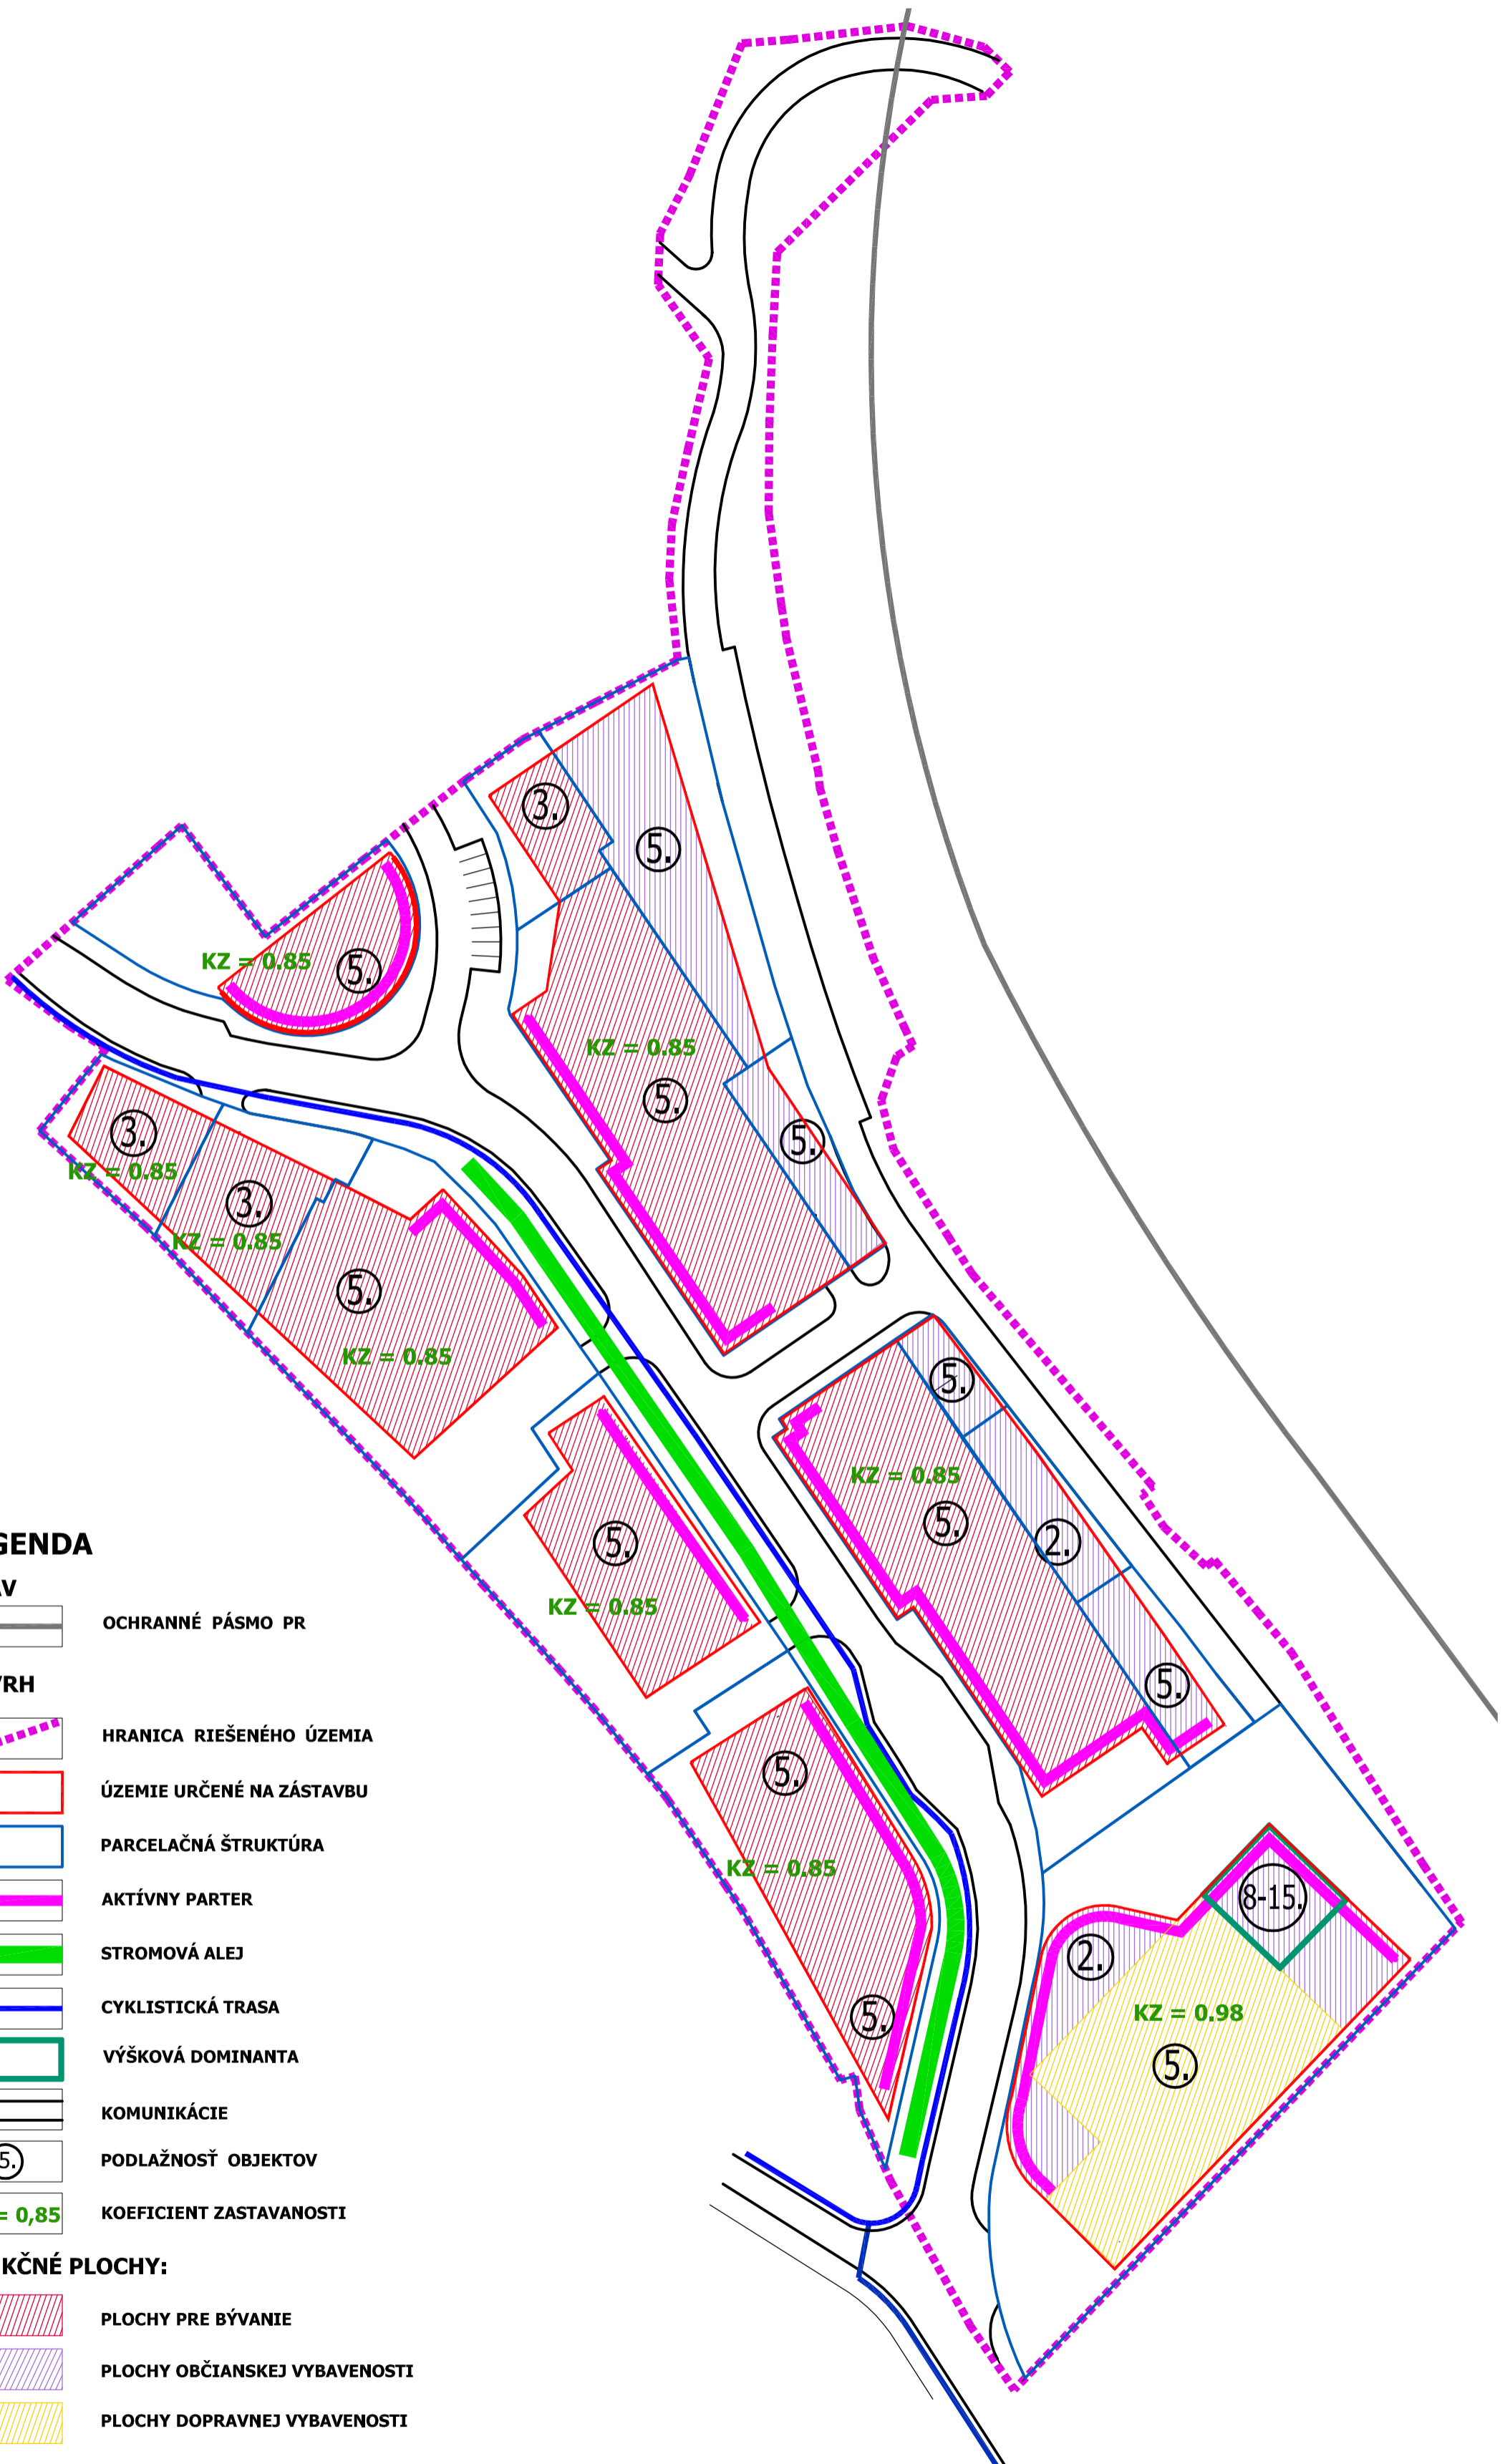 3.
5.
KZ = 0.85
5.
KZ = 0.85
5.
5.
3.
KZ = 0.85
3.
KZ = 0.85
5.
KZ = 0.85
5.
KZ = 0.85
5.
2.
5.
KZ = 0.85
5.
5.
KZ = 0.85
5.
8-15.
2.
KZ = 0.98
5.
GENDA
AV
OCHRANNÉ PÁSMO PR
VRH
HRANICA RIEŠENÉHO ÚZEMIA
ÚZEMIE URČENÉ NA ZÁSTAVBU
PARCELAČNÁ ŠTRUKTÚRA
AKTÍVNY PARTER
STROMOVÁ ALEJ
CYKLISTICKÁ TRASA
VÝŠKOVÁ DOMINANTA
KOMUNIKÁCIE
5. PODLAŽNOSŤ OBJEKTOV
= 0,85 KOEFICIENT ZASTAVANOSTI
KČNÉ PLOCHY:
PLOCHY PRE BÝVANIE
PLOCHY OBČIANSKEJ VYBAVENOSTI
PLOCHY DOPRAVNEJ VYBAVENOSTI